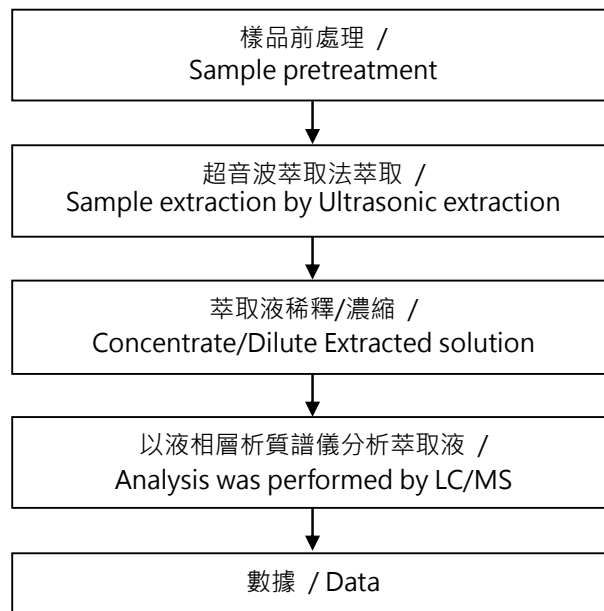 樣品前處理 /
Sample pretreatment
超音波萃取法萃取 /
Sample extraction by Ultrasonic extraction
萃取液稀釋/濃縮 /
Concentrate/Dilute Extracted solution
以液相層析質譜儀分析萃取液 /
Analysis was performed by LC/MS
數據 / Data